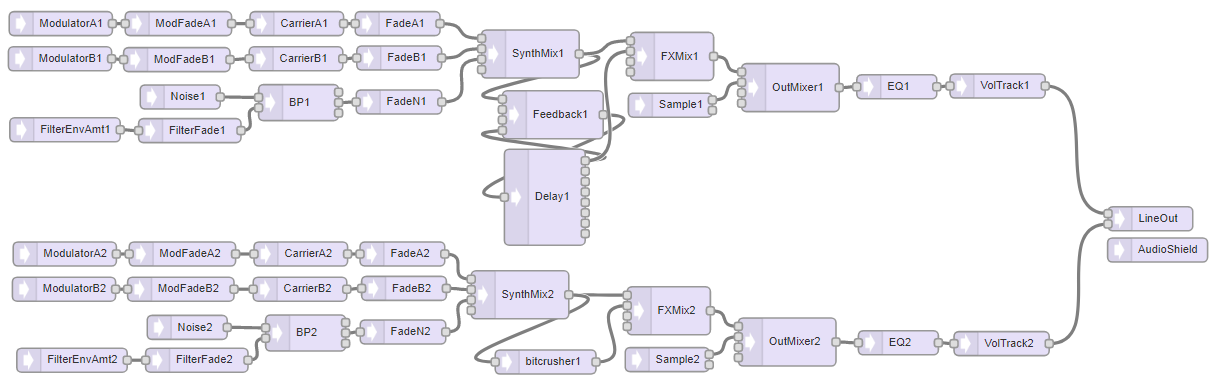 ModulatorA1
ModFadeA1
CarrierA1
FadeA1
ModulatorB1
ModFadeB1
CarrierB1
FadeB1
SynthMix1
FXMix1
Noise1
BP1
FadeN1
Sample1
OutMixer1
EQ1
VolTrack1
FilterEnvAmt1
FilterFade1
Feedback1
Delay1
LineOut
AudioShield
ModulatorA2
ModFadeA2
CarrierA2
FadeA2
ModulatorB2
ModFadeB2
CarrierB2
FadeB2
SynthMix2
FXMix2
Noise2
BP2
FadeN2
OutMixer2
EQ2
VolTrack2
FilterEnvAmt2
FilterFade2
bitcrusher1
Sample2